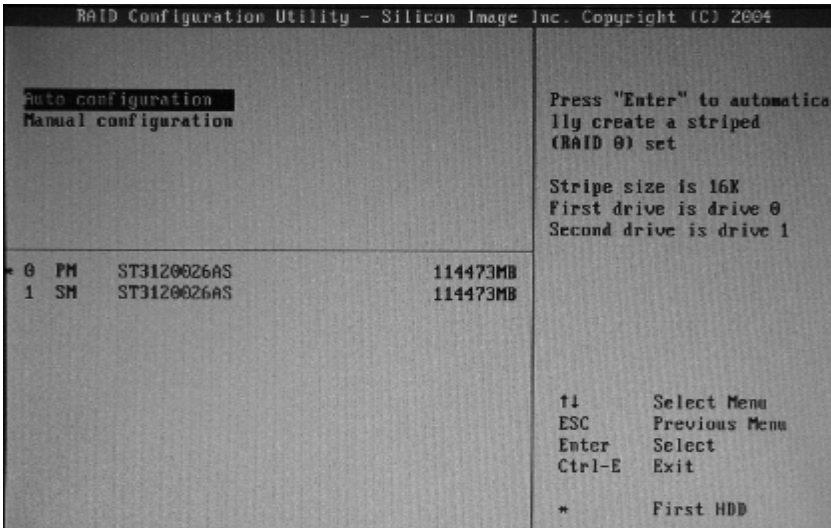 RAID Configuration Utility - Silicon Image Inc. Copyright (C) 2004
Auto configuration
Manual configuration
Press "Enter" to automatica
lly create a striped
(RAID 0) set
Stripe size is 16K
First drive is drive 0
Second drive is drive 1
* 0 PM ST3120026AS 114473MB
1 SM ST3120026AS 114473MB
↑↓ Select Menu
ESC Previous Menu
Enter Select
Ctrl-E Exit
* First HDD